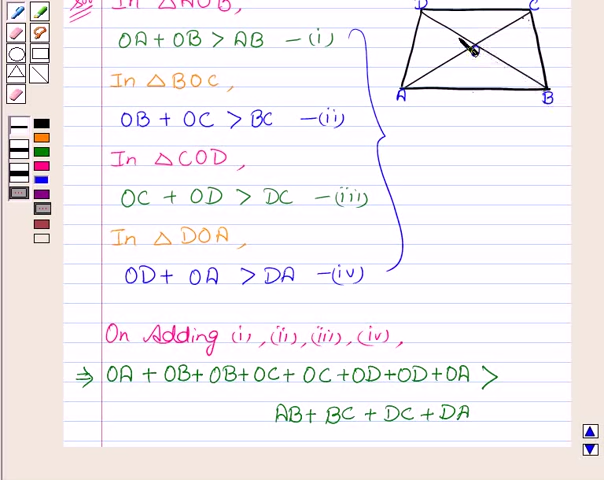 In △AOB,
OA + OB > AB –(i)
In △BOC,
OB + OC > BC –(ii)
In △COD,
OC + OD > DC –(iii)
In △DOA,
OD + OA > DA –(iv)
On Adding (i), (ii), (iii), (iv),
⇒ OA + OB + OB + OC + OC + OD + OD + OA >
AB + BC + DC + DA
D C
A B